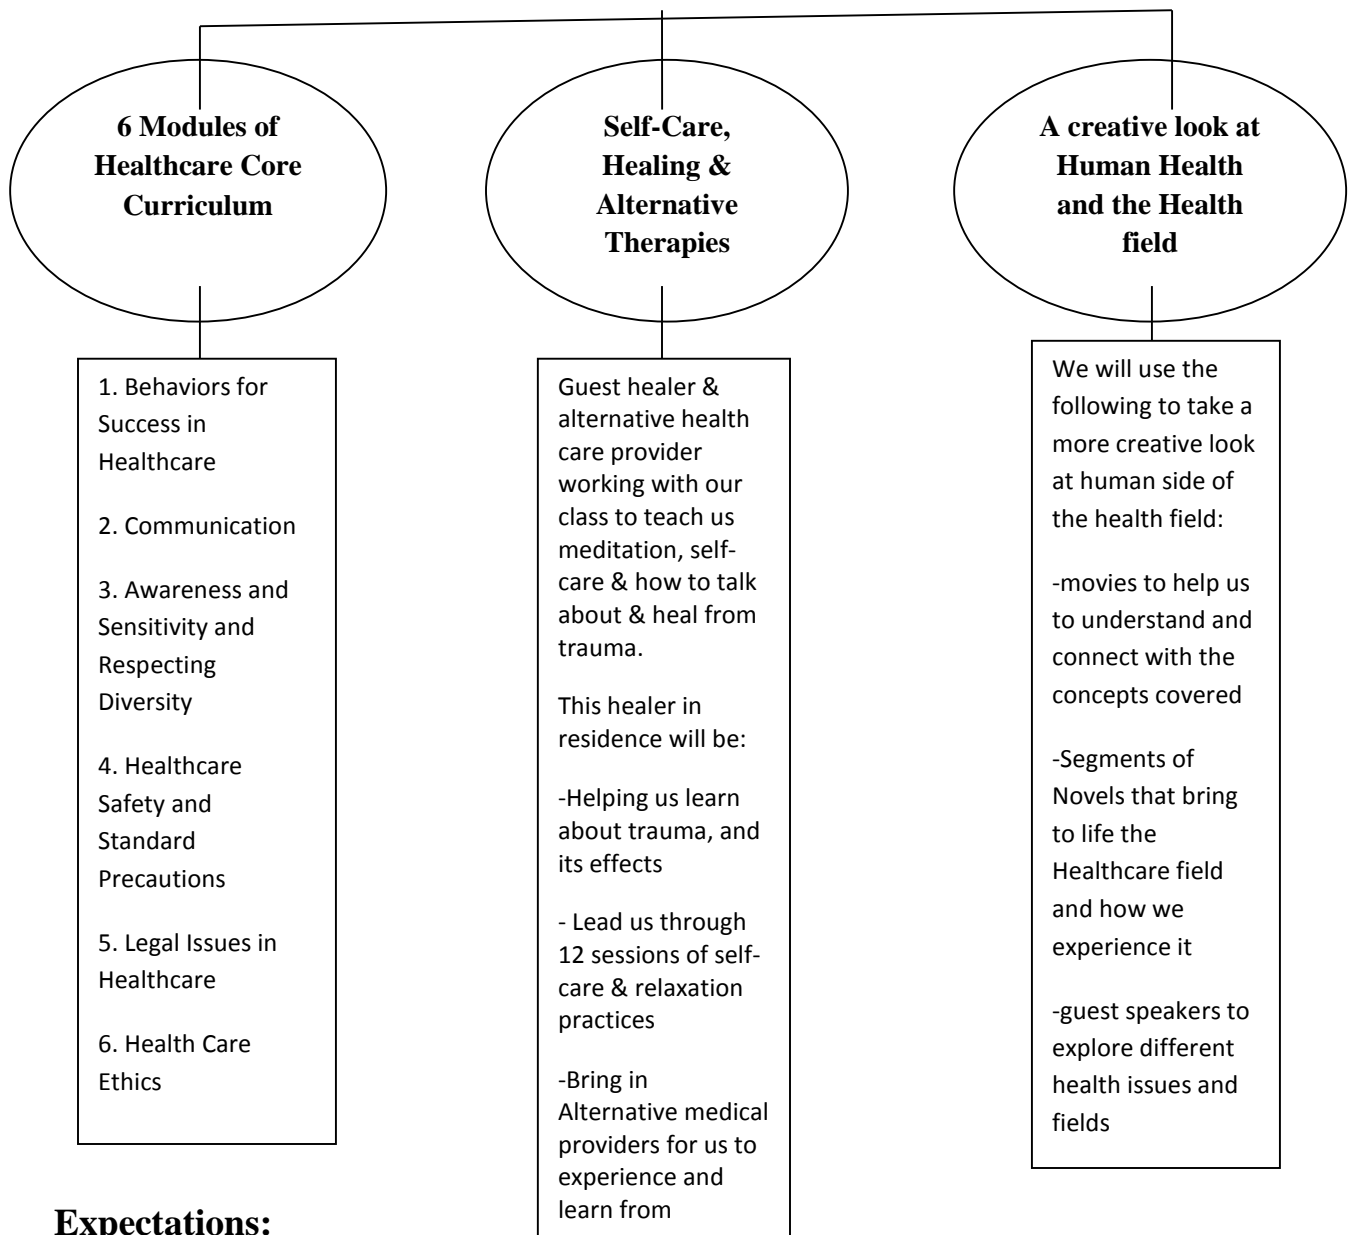 6 Modules of
Healthcare Core
Curriculum
Self-Care,
Healing &
Alternative
Therapies
A creative look at
Human Health
and the Health
field
1. Behaviors for
Success in
Healthcare
2. Communication
3. Awareness and
Sensitivity and
Respecting
Diversity
4. Healthcare
Safety and
Standard
Precautions
5. Legal Issues in
Healthcare
6. Health Care
Ethics
Guest healer &
alternative health
care provider
working with our
class to teach us
meditation, self-
care & how to talk
about & heal from
trauma.
This healer in
residence will be:
-Helping us learn
about trauma, and
its effects
- Lead us through
12 sessions of self-
care & relaxation
practices
-Bring in
Alternative medical
providers for us to
experience and
learn from
We will use the
following to take a
more creative look
at human side of
the health field:
-movies to help us
to understand and
connect with the
concepts covered
-Segments of
Novels that bring
to life the
Healthcare field
and how we
experience it
-guest speakers to
explore different
health issues and
fields
Expectations: